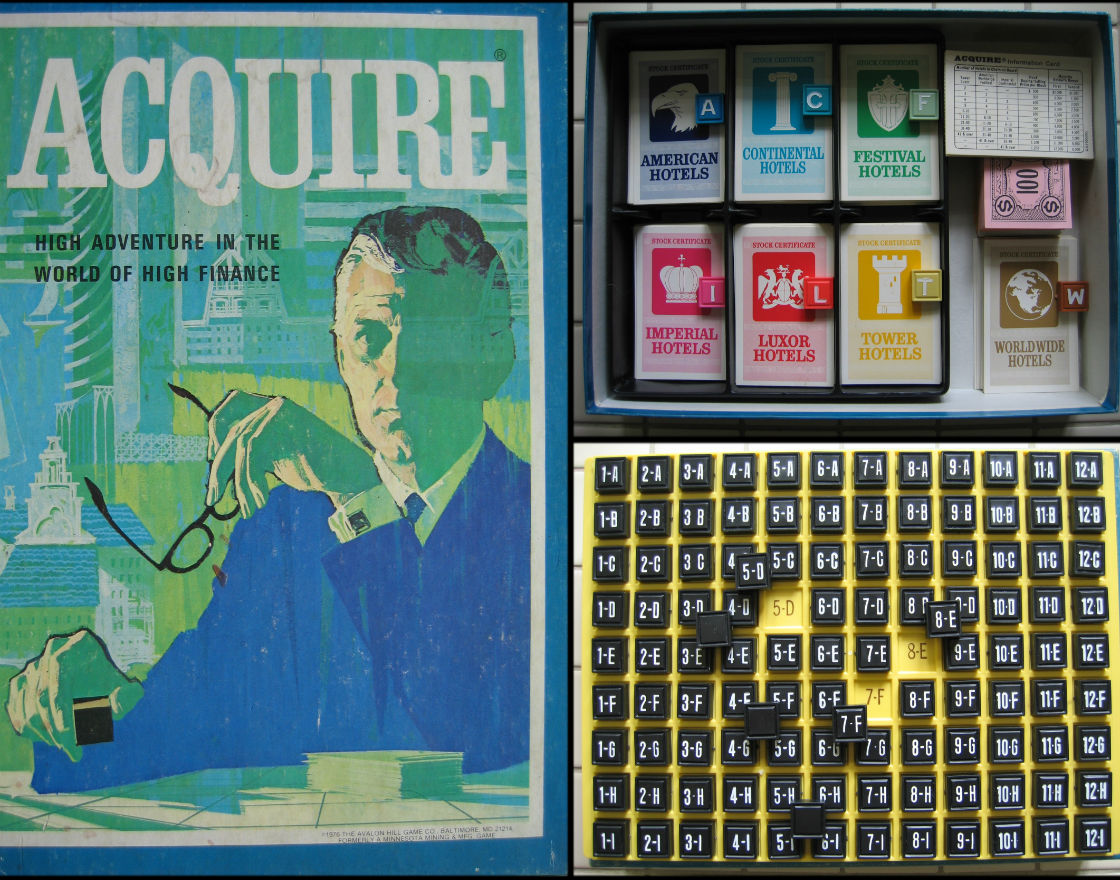 ACQUIRE®
HIGH ADVENTURE IN THE
WORLD OF HIGH FINANCE
©1976 THE AVALON HILL GAME CO., BALTIMORE, MD
FORMERLY A MINNESOTA MINING & MFG. GAME
STOCK CERTIFICATE
A
AMERICAN
HOTELS
STOCK CERTIFICATE
C
CONTINENTAL
HOTELS
STOCK CERTIFICATE
F
FESTIVAL
HOTELS
ACQUIRE® Information Card
$ 100 $
STOCK CERTIFICATE
I
IMPERIAL
HOTELS
STOCK CERTIFICATE
L
LUXOR
HOTELS
STOCK CERTIFICATE
T
TOWER
HOTELS
STOCK CERTIFICATE
W
WORLDWIDE
HOTELS
1-A 2-A 3-A 4-A 5-A 6-A 7-A 8-A 9-A 10-A 11-A 12-A
1-B 2-B 3-B 4-B 5-B 6-B 7-B 8-B 9-B 10-B 11-B 12-B
1-C 2-C 3-C 4 5-C 6-C 7-C 8-C 9-C 10-C 11-C 12-C
5-D
1-D 2-D 3-D 4-D 5-D 6-D 7-D 8-D 9-D 10-D 11-D 12-D
8-E
1-E 2-E 3-E 4-E 5-E 6-E 7-E 8-E 9-E 10-E 11-E 12-E
1-F 2-F 3-F 4-F 5-F 6-F 7-F 8-F 9-F 10-F 11-F 12-F
7-F
1-G 2-G 3-G 4-G 5-G 6-G 7-G 8-G 9-G 10-G 11-G 12-G
1-H 2-H 3-H 4-H 5-H 6-H 7-H 8-H 9-H 10-H 11-H 12-H
1-I 2-I 3-I 4-I 5-I 6-I 7-I 8-I 9-I 10-I 11-I 12-I